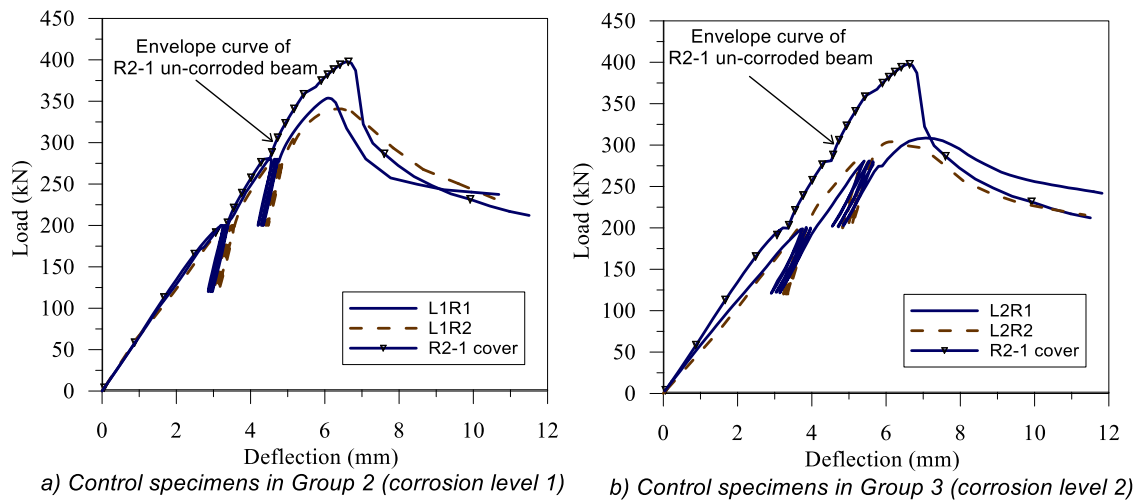 450
400
350
300
250
200
150
100
50
0
Load (kN)
Envelope curve of
R2-1 un-corroded beam
L1R1
L1R2
R2-1 cover
0 2 4 6 8 10 12
Deflection (mm)
a) Control specimens in Group 2 (corrosion level 1)
450
400
350
300
250
200
150
100
50
0
Load (kN)
Envelope curve of
R2-1 un-corroded beam
L2R1
L2R2
R2-1 cover
0 2 4 6 8 10 12
Deflection (mm)
b) Control specimens in Group 3 (corrosion level 2)